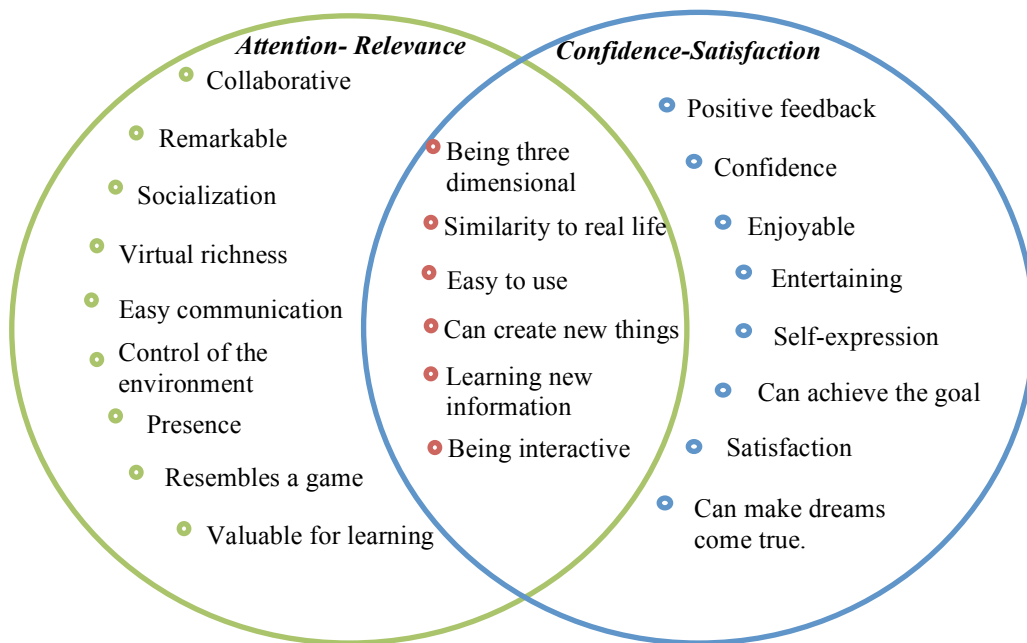 Attention- Relevance
Collaborative
Remarkable
Socialization
Virtual richness
Easy communication
Control of the
environment
Presence
Resembles a game
Valuable for learning
Being three
dimensional
Similarity to real life
Easy to use
Can create new things
Learning new
information
Being interactive
Confidence-Satisfaction
Positive feedback
Confidence
Enjoyable
Entertaining
Self-expression
Can achieve the goal
Satisfaction
Can make dreams
come true.